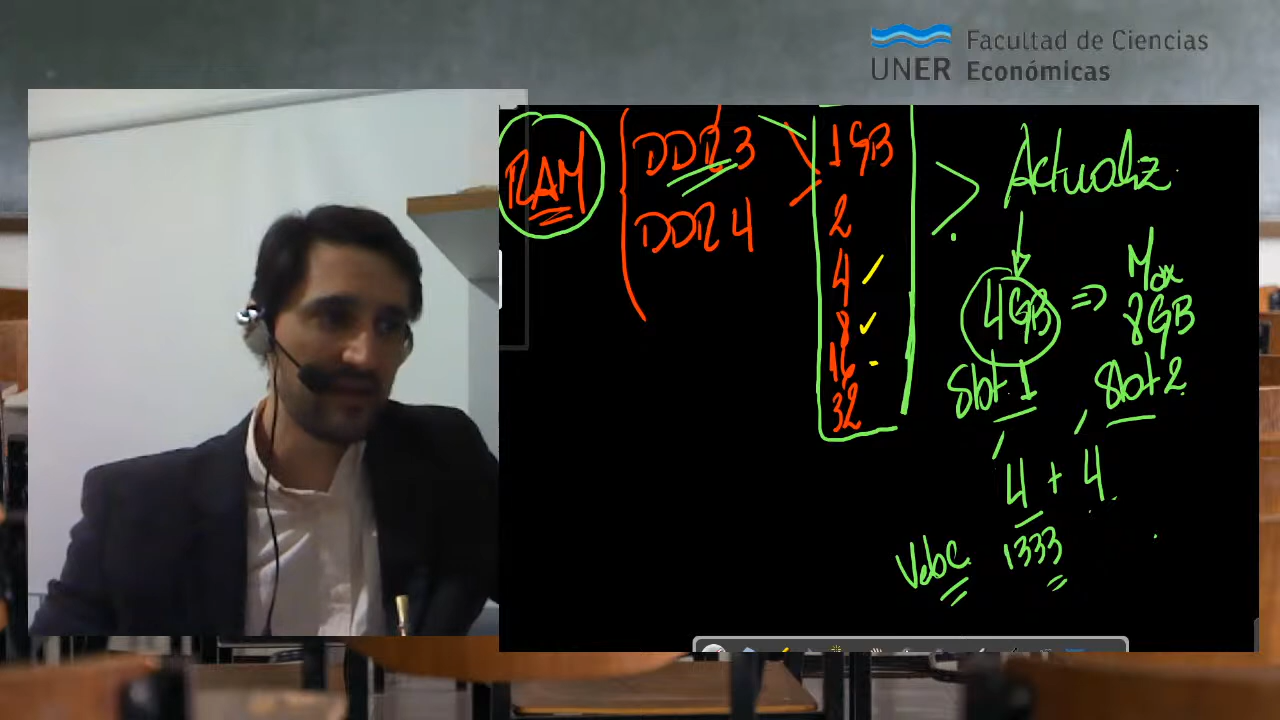 Facultad de Ciencias
UNER Económicas
RAM
DDR3
DDR4
1GB
2
4
8
16
32
Actualiz.
4GB => Max
8GB
Slot 1 Slot 2
4 + 4
Veloc. 1333